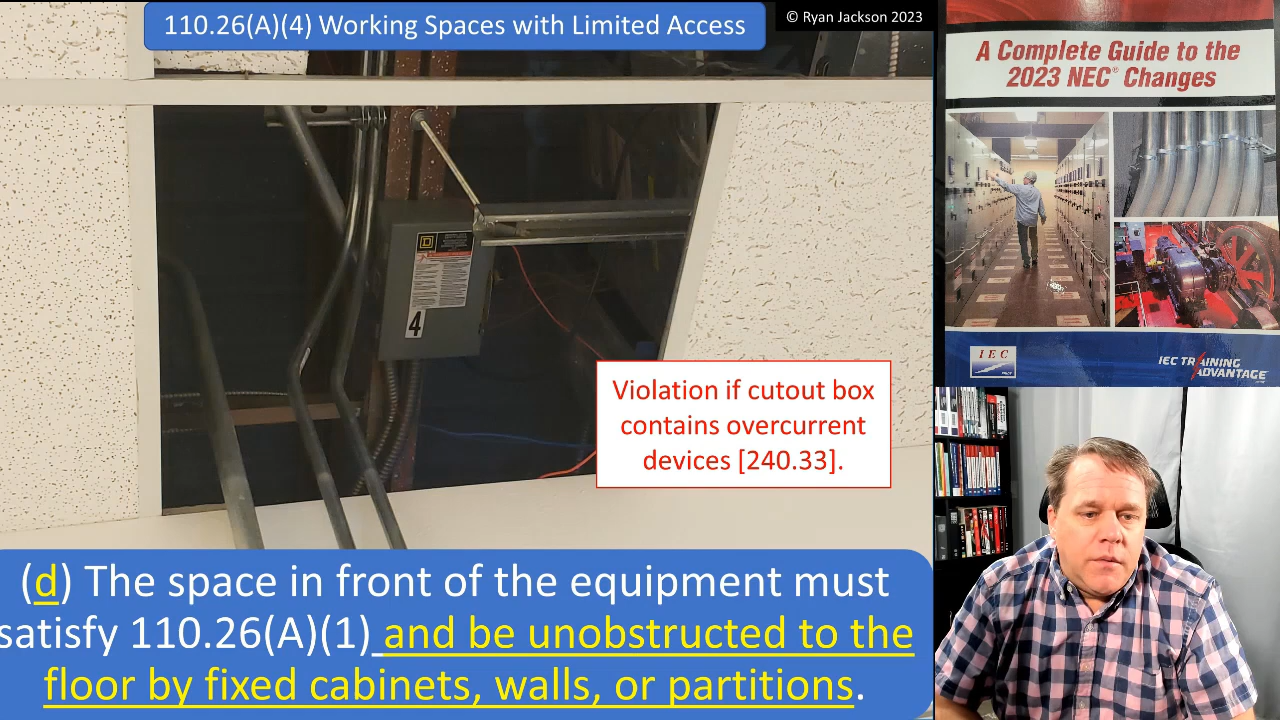 110.26(A)(4) Working Spaces with Limited Access
© Ryan Jackson 2023
A Complete Guide to the
2023 NEC® Changes
4
Violation if cutout box
contains overcurrent
devices [240.33].
IEC
IEC TRAINING
ADVANTAGE
(d) The space in front of the equipment must
satisfy 110.26(A)(1) and be unobstructed to the
floor by fixed cabinets, walls, or partitions.